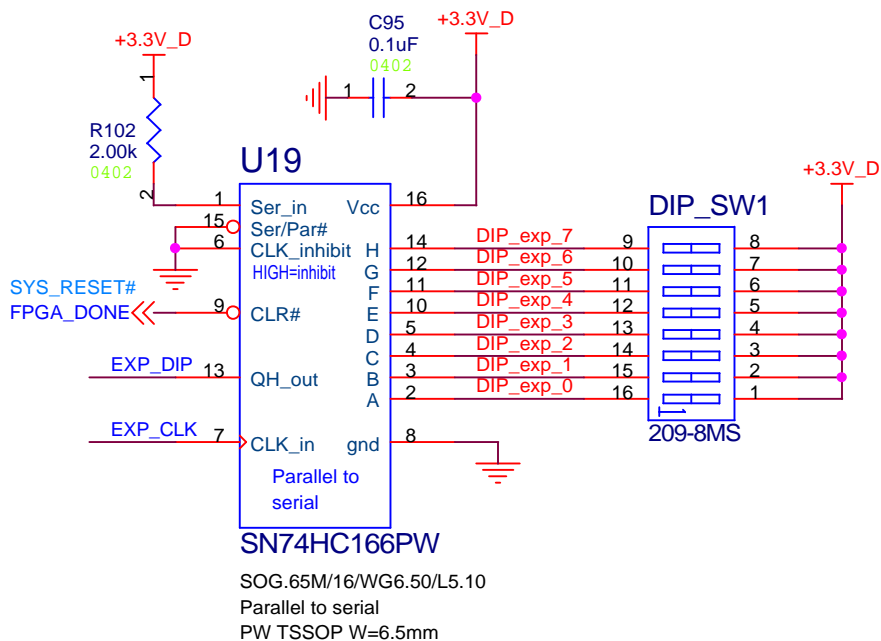 +3.3V_D
C95
0.1uF
0402
+3.3V_D
1
2
1
R102
2.00k
0402
2
U19
+3.3V_D
DIP_SW1
1
Ser_in
Vcc
16
15
Ser/Par#
6
CLK_inhibit
HIGH=inhibit
H
14
DIP_exp_7
9
8
G
12
DIP_exp_6
10
7
F
11
DIP_exp_5
11
6
E
10
DIP_exp_4
12
5
D
5
DIP_exp_3
13
4
C
4
DIP_exp_2
14
3
B
3
DIP_exp_1
15
2
A
2
DIP_exp_0
16
1
SYS_RESET#
FPGA_DONE
9
CLR#
EXP_DIP
13
QH_out
EXP_CLK
7
CLK_in
gnd
8
1
209-8MS
Parallel to
serial
SN74HC166PW
SOG.65M/16/WG6.50/L5.10
Parallel to serial
PW TSSOP W=6.5mm